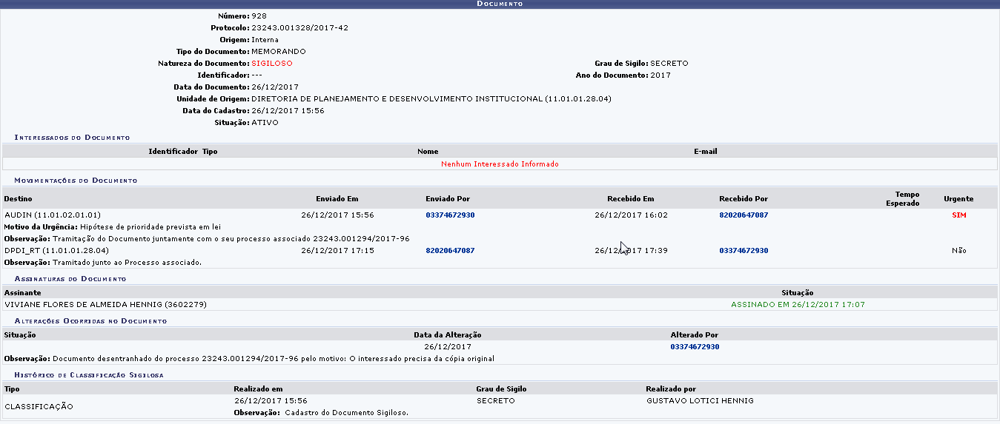 DOCUMENTO
Número: 928
Protocolo: 23243.001328/2017-42
Origem: Interna
Tipo do Documento: MEMORANDO
Natureza do Documento: SIGILOSO Grau de Sigilo: SECRETO
Identificador: --- Ano do Documento: 2017
Data do Documento: 26/12/2017
Unidade de Origem: DIRETORIA DE PLANEJAMENTO E DESENVOLVIMENTO INSTITUCIONAL (11.01.01.28.04)
Data do Cadastro: 26/12/2017 15:56
Situação: ATIVO
INTERESSADOS DO DOCUMENTO
Identificador Tipo Nome E-mail
Nenhum Interessado Informado
MOVIMENTAÇÕES DO DOCUMENTO
Destino Enviado Em Enviado Por Recebido Em Recebido Por Tempo Esperado Urgente
AUDIN (11.01.02.01.01) 26/12/2017 15:56 03374672930 26/12/2017 16:02 82020647087 SIM
Motivo da Urgência: Hipótese de prioridade prevista em lei
Observação: Tramitação do Documento juntamente com o seu processo associado 23243.001294/2017-96
DPDI_RT (11.01.01.28.04) 26/12/2017 17:15 82020647087 26/12/2017 17:39 03374672930 Não
Observação: Tramitado junto ao Processo associado.
ASSINATURAS DO DOCUMENTO
Assinante Situação
VIVIANE FLORES DE ALMEIDA HENNIG (3602279) ASSINADO EM 26/12/2017 17:07
ALTERAÇÕES OCORRIDAS NO DOCUMENTO
Situação Data da Alteração Alterado Por
26/12/2017 03374672930
Observação: Documento desentranhado do processo 23243.001294/2017-96 pelo motivo: O interessado precisa da cópia original
HISTÓRICO DE CLASSIFICAÇÃO SIGILOSA
Tipo Realizado em Grau de Sigilo Realizado por
CLASSIFICAÇÃO 26/12/2017 15:56 SECRETO GUSTAVO LOTICI HENNIG
Observação: Cadastro do Documento Sigiloso.